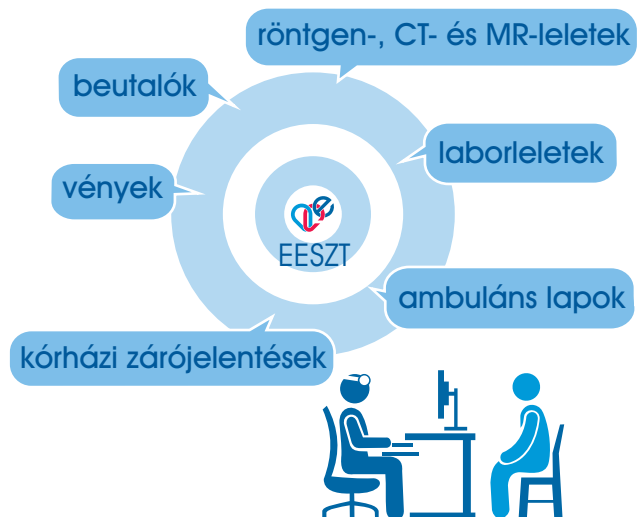 röntgen-, CT- és MR-leletek
beutalók
laborleletek
vények
EESZT
ambuláns lapok
kórházi zárójelentések